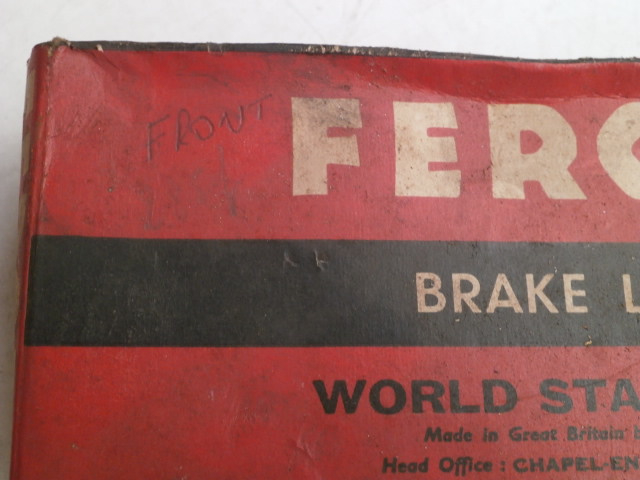 FRONT
FERO
BRAKE L
WORLD STA
Made in Great Britain b
Head Office : CHAPEL-EN